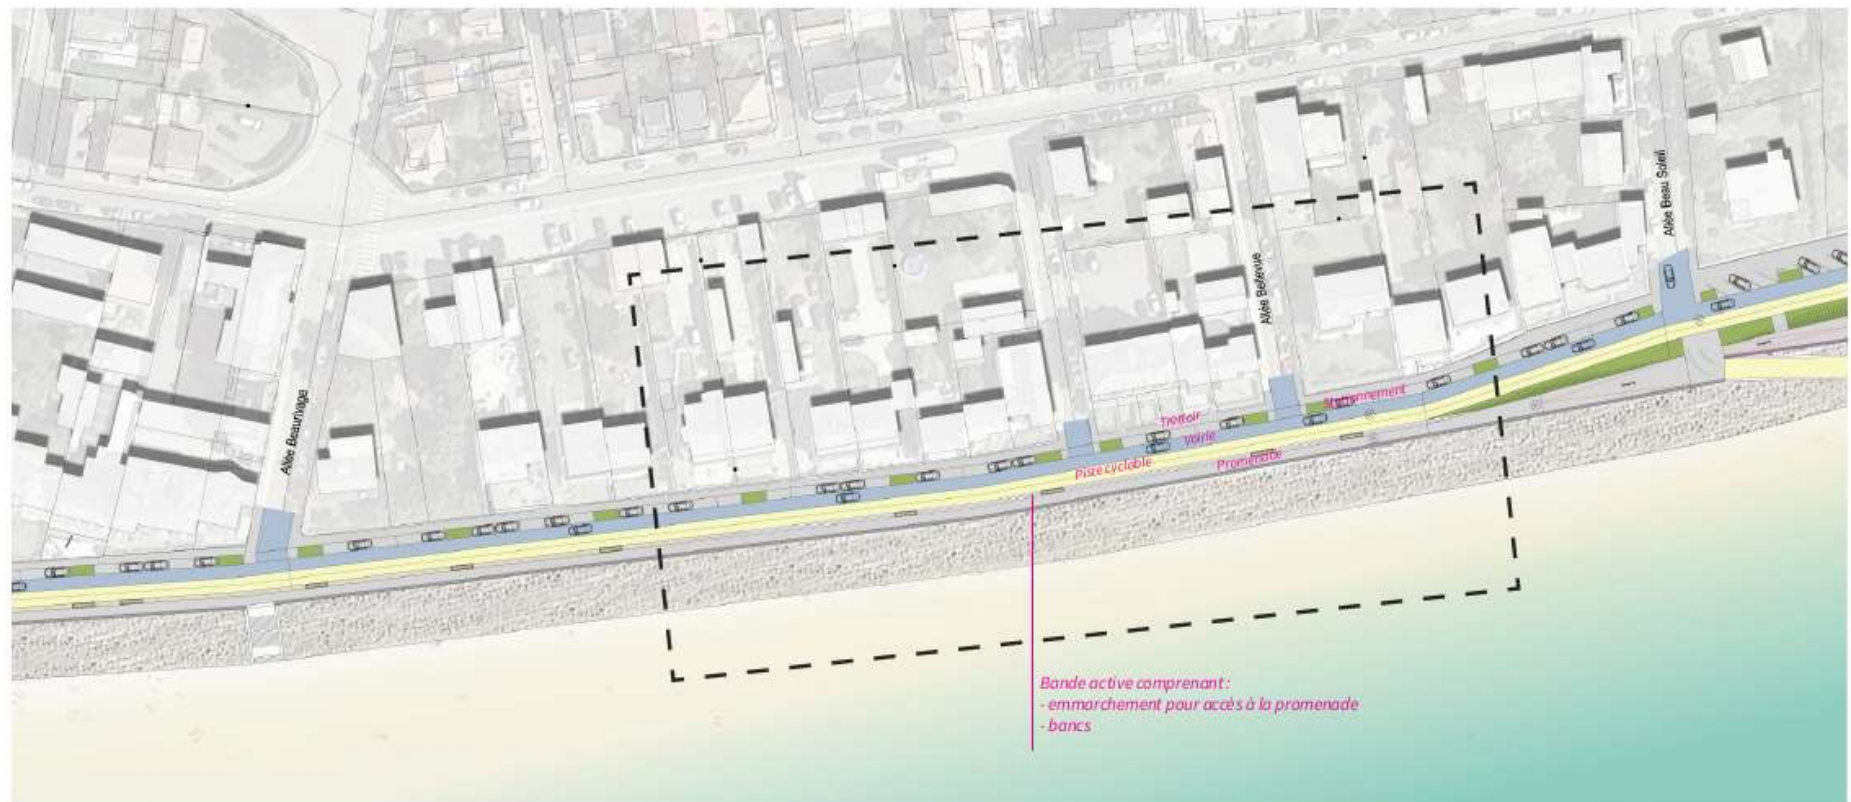 Allée Beau Soleil
Allée Bellevue
Allée Beaurivage
Stationnement
Trottoir
Voirie
Piste cyclable
Promenade
Bande active comprenant :
- emmarchement pour accès à la promenade
- bancs